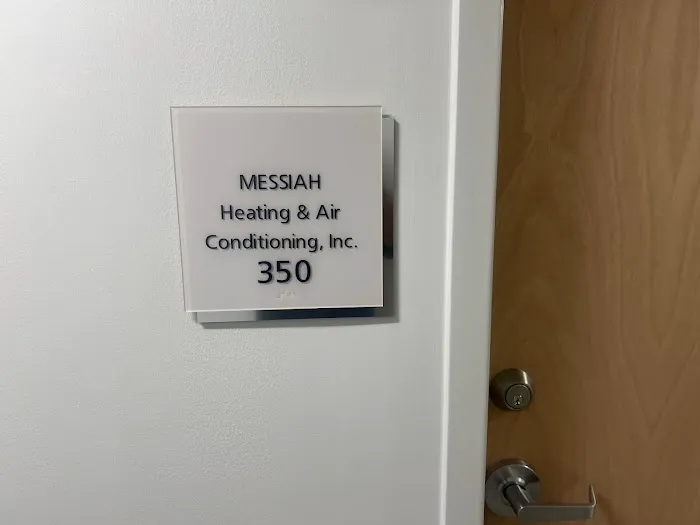 MESSIAH
Heating & Air
Conditioning, Inc.
350